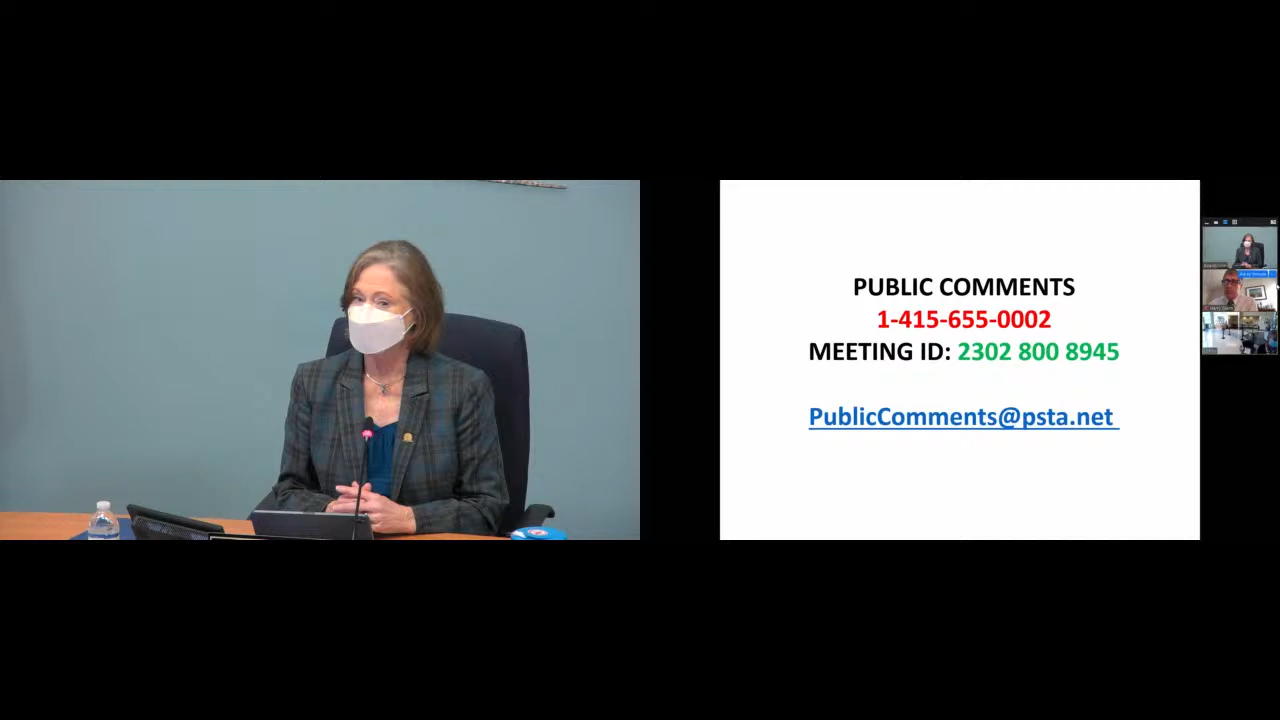 PUBLIC COMMENTS
1-415-655-0002
MEETING ID: 2302 800 8945
PublicComments@psta.net